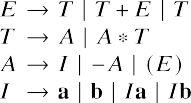 E → T | T + E | T
T → A | A * T
A → I | −A | (E)
I → a | b | Ia | Ib